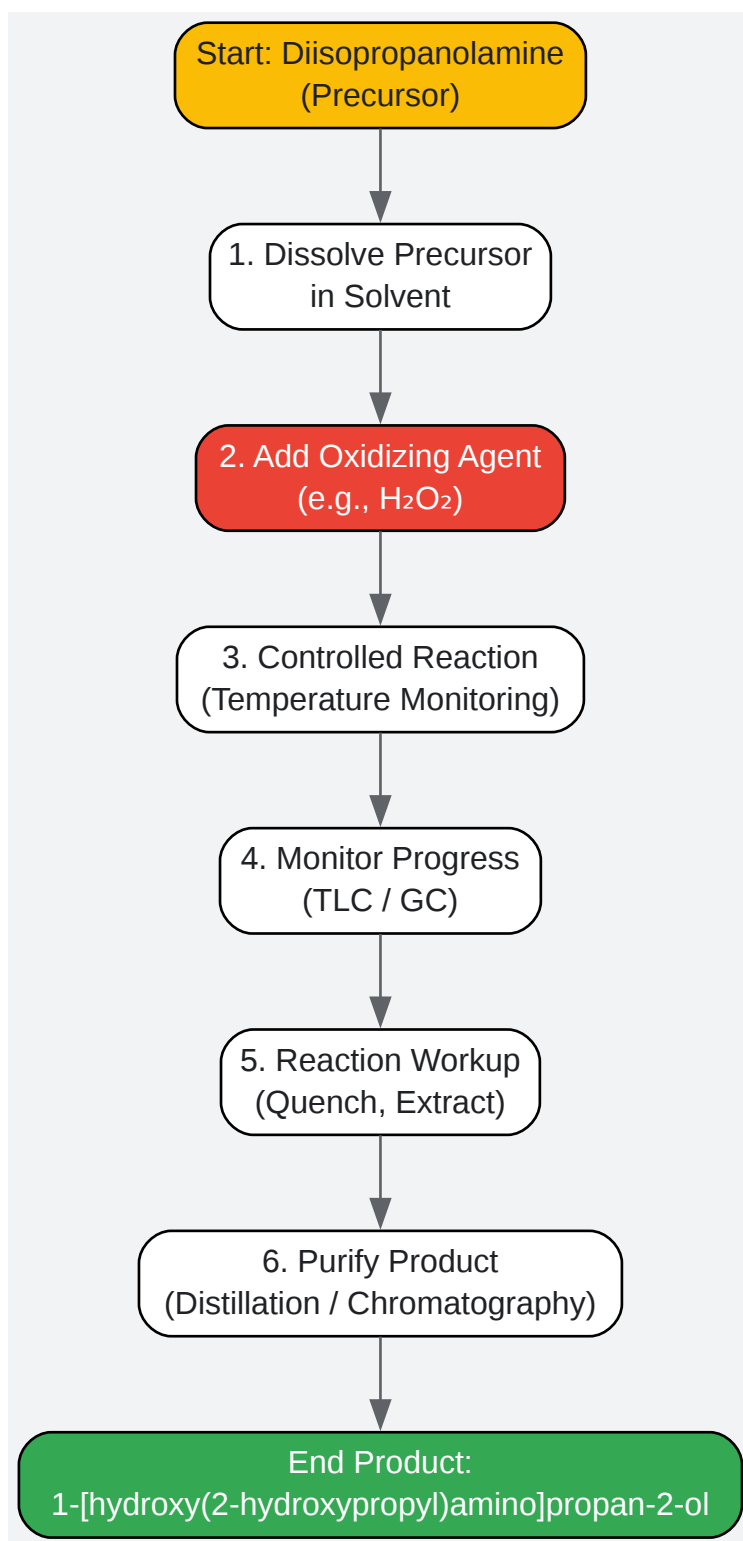 Start: Diisopropanolamine
(Precursor)
1. Dissolve Precursor
in Solvent
2. Add Oxidizing Agent
(e.g., H₂O₂)
3. Controlled Reaction
(Temperature Monitoring)
4. Monitor Progress
(TLC / GC)
5. Reaction Workup
(Quench, Extract)
6. Purify Product
(Distillation / Chromatography)
End Product:
1-[hydroxy(2-hydroxypropyl)amino]propan-2-ol